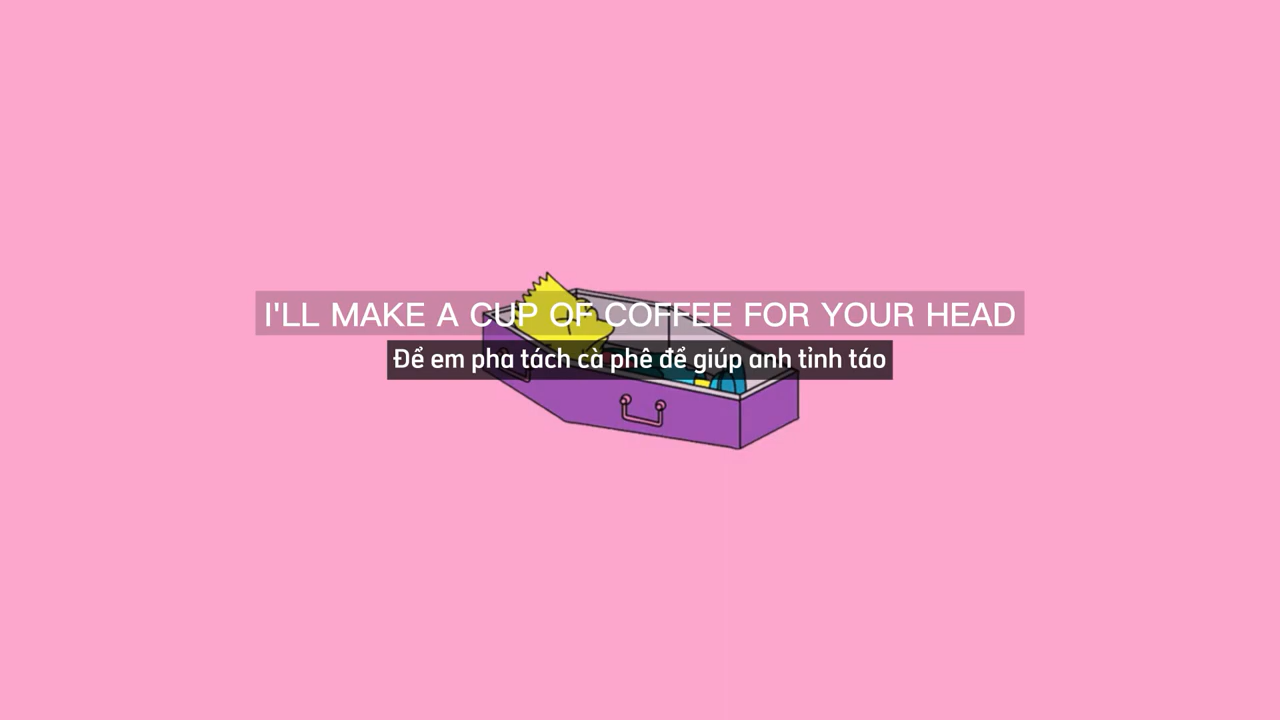 I'LL MAKE A CUP OF COFFEE FOR YOUR HEAD
Để em pha tách cà phê để giúp anh tỉnh táo